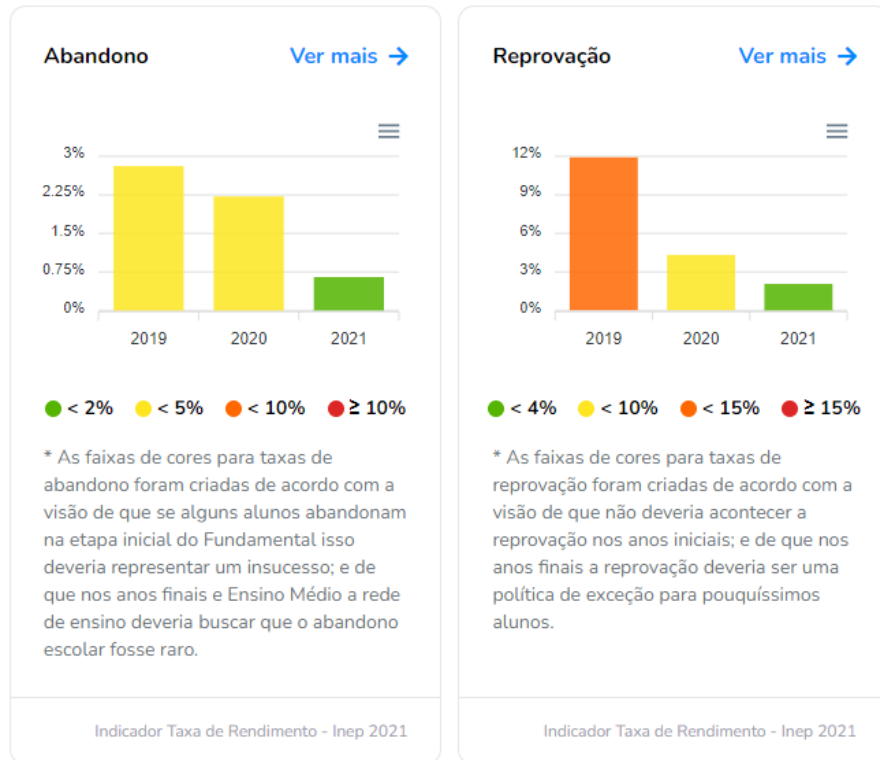 Abandono
Ver mais →
3%
2.25%
1.5%
0.75%
0%
2019
2020
2021
< 2%
< 5%
< 10%
≥ 10%
* As faixas de cores para taxas de
abandono foram criadas de acordo com a
visão de que se alguns alunos abandonam
na etapa inicial do Fundamental isso
deveria representar um insucesso; e de
que nos anos finais e Ensino Médio a rede
de ensino deveria buscar que o abandono
escolar fosse raro.
Indicador Taxa de Rendimento - Inep 2021
Reprovação
Ver mais →
12%
9%
6%
3%
0%
2019
2020
2021
< 4%
< 10%
< 15%
≥ 15%
* As faixas de cores para taxas de
reprovação foram criadas de acordo com a
visão de que não deveria acontecer a
reprovação nos anos iniciais; e de que nos
anos finais a reprovação deveria ser uma
política de exceção para pouquíssimos
alunos.
Indicador Taxa de Rendimento - Inep 2021